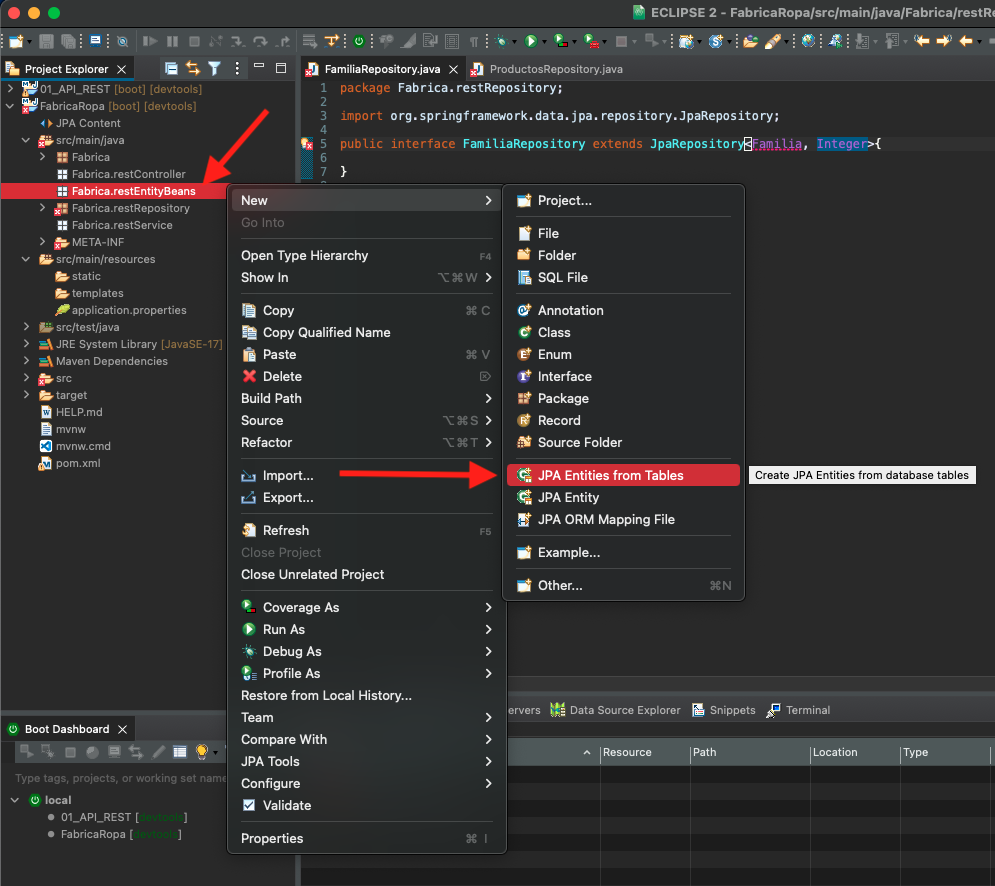 ECLIPSE 2 - FabricaRopa/src/main/java/Fabrica/restRe
Project Explorer
01_API_REST [boot] [devtools]
FabricaRopa [boot] [devtools]
JPA Content
src/main/java
Fabrica
Fabrica.restController
Fabrica.restEntityBeans
Fabrica.restRepository
Fabrica.restService
META-INF
src/main/resources
static
templates
application.properties
src/test/java
JRE System Library [JavaSE-17]
Maven Dependencies
src
target
HELP.md
mvnw
mvnw.cmd
pom.xml
FamiliaRepository.java
ProductosRepository.java
1 package Fabrica.restRepository;
2
3 import org.springframework.data.jpa.repository.JpaRepository;
4
5 public interface FamiliaRepository extends JpaRepository<Familia, Integer>{
6
7 }
New
Go Into
Open Type Hierarchy F4
Show In ⌥⌘W
Copy ⌘C
Copy Qualified Name
Paste ⌘V
Delete ⌦
Build Path
Source ⌥⌘S
Refactor ⌥⌘T
Import...
Export...
Refresh F5
Close Project
Close Unrelated Project
Coverage As
Run As
Debug As
Profile As
Restore from Local History...
Team
Compare With
JPA Tools
Configure
Validate
Properties ⌘I
Project...
File
Folder
SQL File
Annotation
Class
Enum
Interface
Package
Record
Source Folder
JPA Entities from Tables
JPA Entity
JPA ORM Mapping File
Example...
Other... ⌘N
Create JPA Entities from database tables
Boot Dashboard
Type tags, projects, or working set name
local
01_API_REST [devtools]
FabricaRopa [devtools]
ervers
Data Source Explorer
Snippets
Terminal
Resource
Path
Location
Type